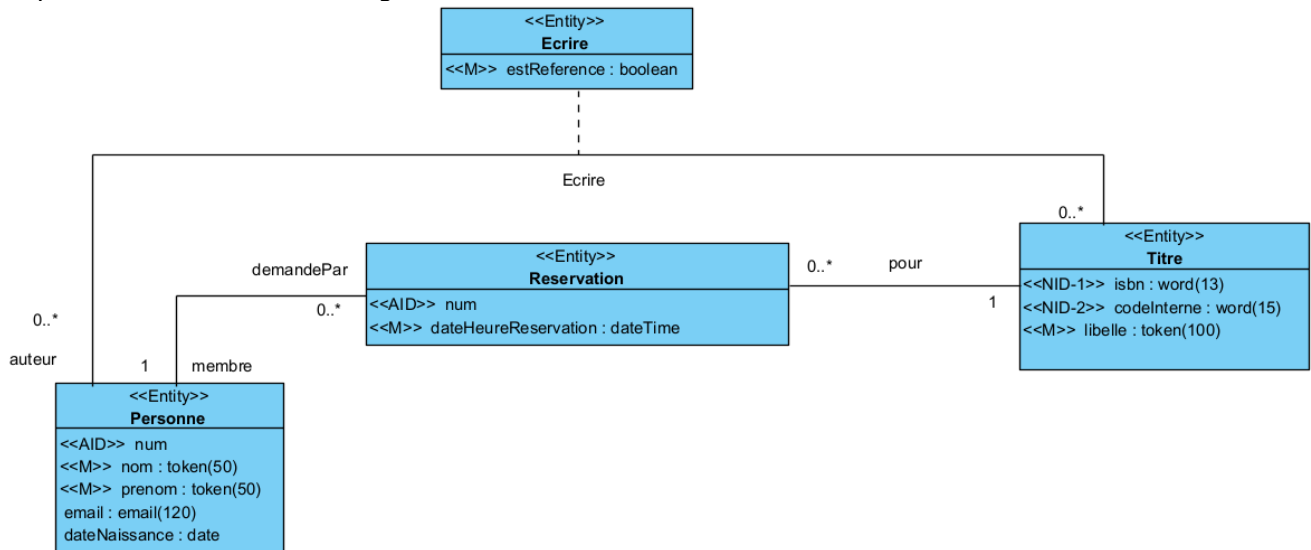 <<Entity>>
Ecrire
<<M>> estReference : boolean
Ecrire
0..*
<<Entity>>
Titre
<<NID-1>> isbn : word(13)
<<NID-2>> codeInterne : word(15)
<<M>> libelle : token(100)
demandePar
0..*
<<Entity>>
Reservation
<<AID>> num
<<M>> dateHeureReservation : dateTime
0..*
pour
1
0..*
auteur
1
membre
<<Entity>>
Personne
<<AID>> num
<<M>> nom : token(50)
<<M>> prenom : token(50)
email : email(120)
dateNaissance : date